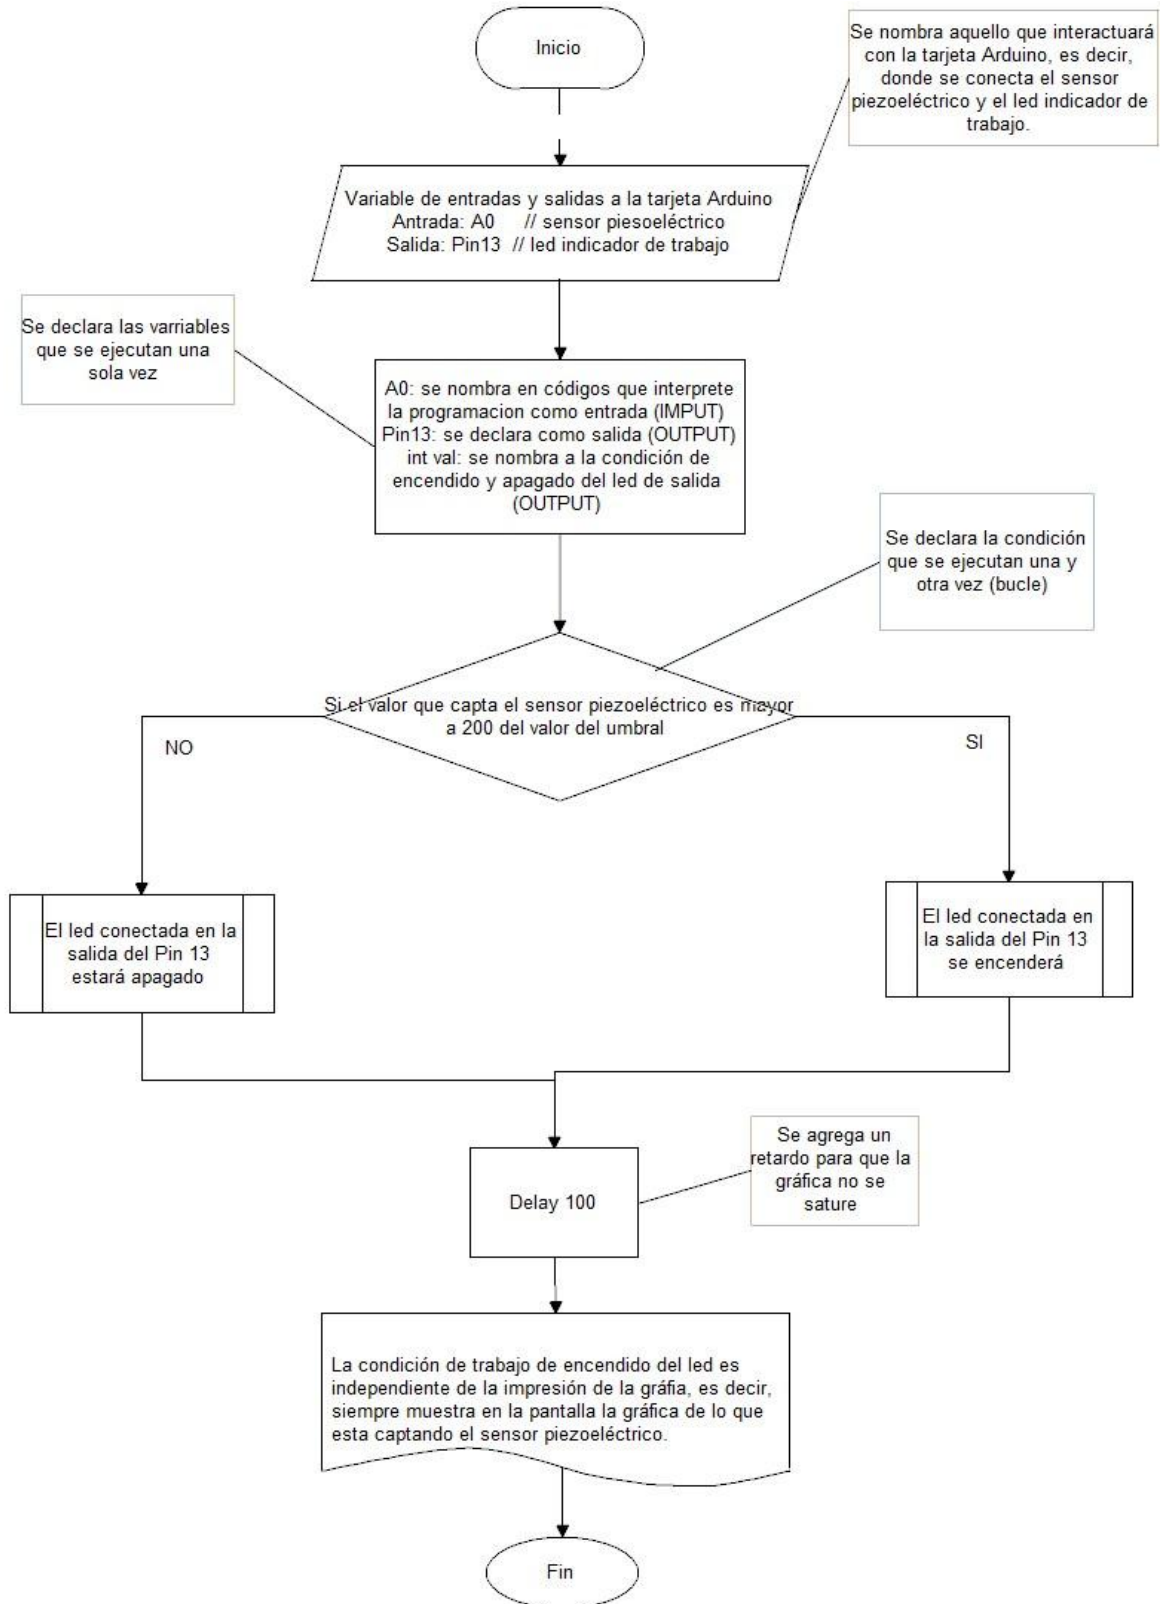 Inicio
Se nombra aquello que interactuará
con la tarjeta Arduino, es decir,
donde se conecta el sensor
piezoeléctrico y el led indicador de
trabajo.
Variable de entradas y salidas a la tarjeta Arduino
Antrada: A0 // sensor piesoeléctrico
Salida: Pin13 // led indicador de trabajo
Se declara las varriables
que se ejecutan una
sola vez
A0: se nombra en códigos que interprete
la programacion como entrada (IMPUT)
Pin13: se declara como salida (OUTPUT)
int val: se nombra a la condición de
encendido y apagado del led de salida
(OUTPUT)
Se declara la condición
que se ejecutan una y
otra vez (bucle)
Si el valor que capta el sensor piezoeléctrico es mayor
a 200 del valor del umbral
NO
SI
El led conectada en la
salida del Pin 13
estará apagado
El led conectada en
la salida del Pin 13
se encenderá
Se agrega un
retardo para que la
gráfica no se
sature
Delay 100
La condición de trabajo de encendido del led es
independiente de la impresión de la gráfia, es decir,
siempre muestra en la pantalla la gráfica de lo que
esta captando el sensor piezoeléctrico.
Fin